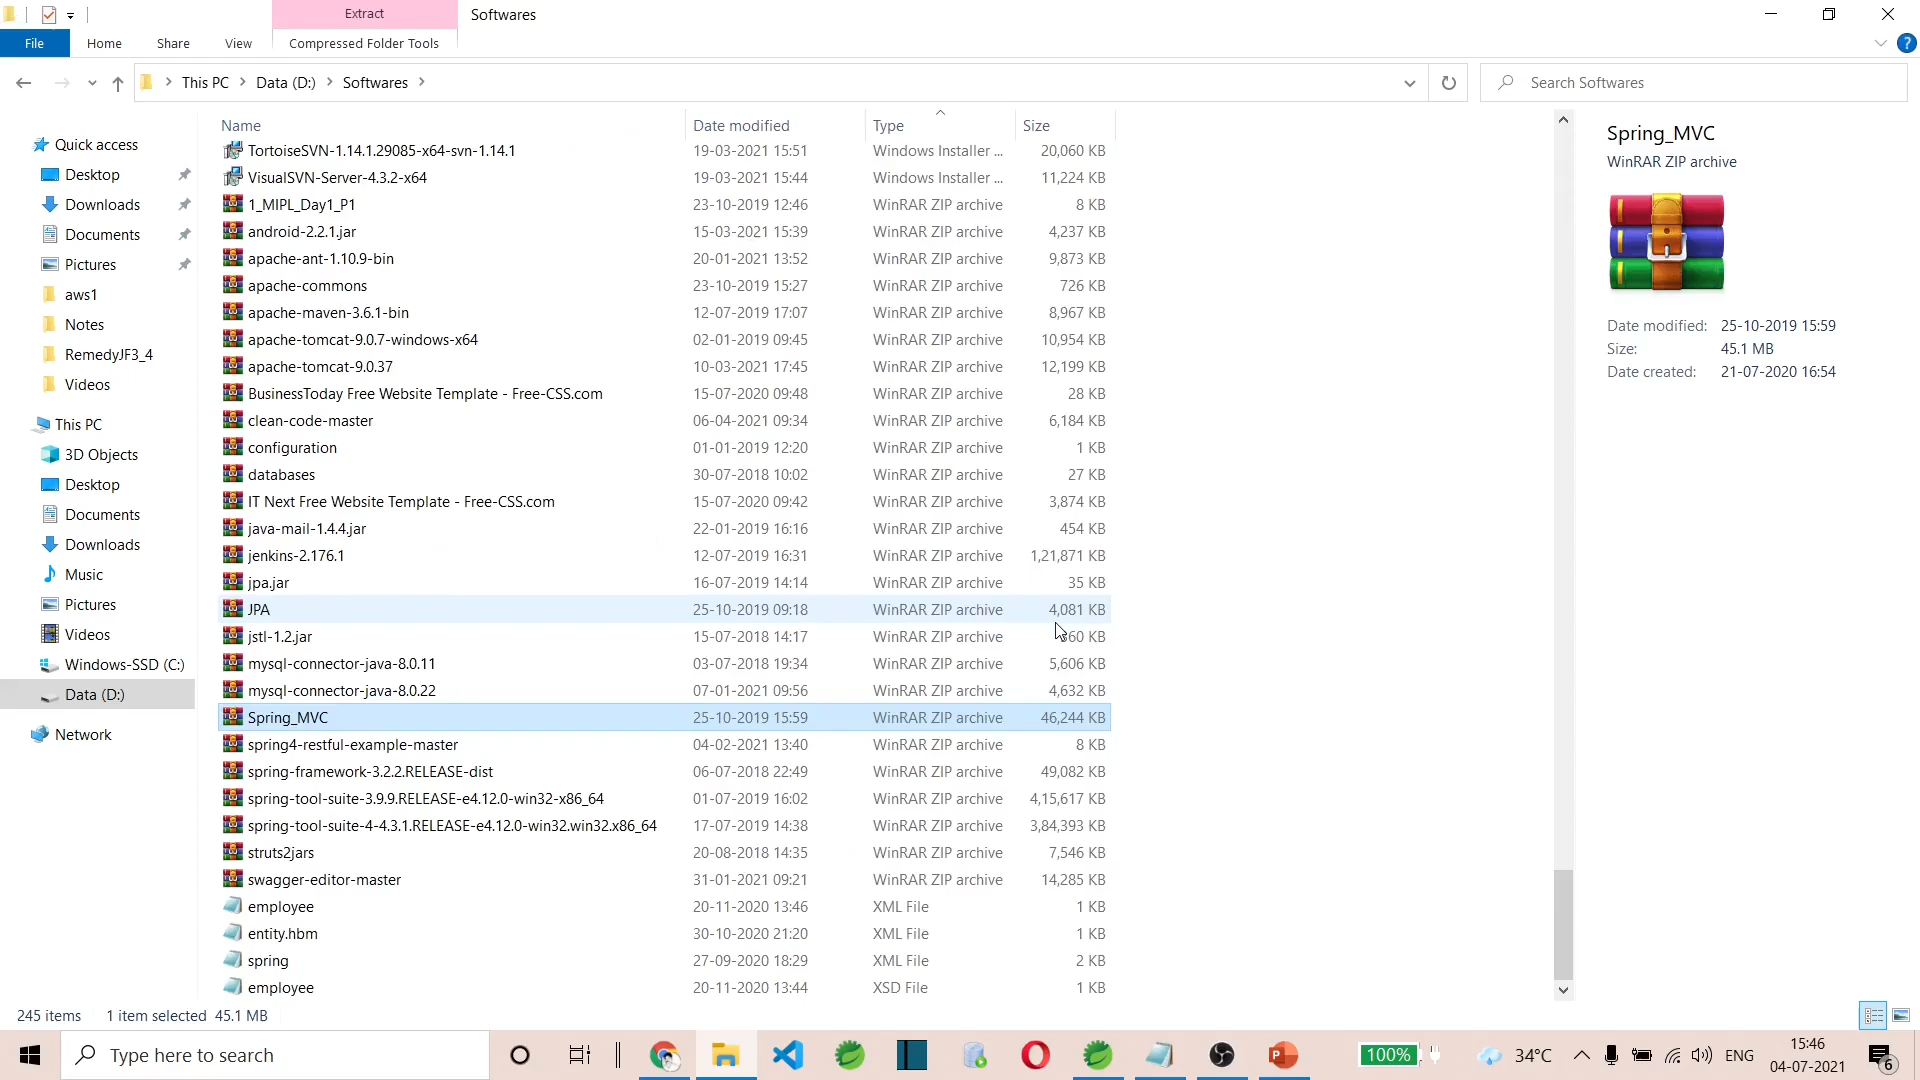 Extract
Softwares
File
Home
Share
View
Compressed Folder Tools
?
This PC
Data (D:)
Softwares
Search Softwares
Name
Date modified
Type
Size
Quick access
Desktop
Downloads
Documents
Pictures
aws1
Notes
RemedyJF3_4
Videos
This PC
3D Objects
Desktop
Documents
Downloads
Music
Pictures
Videos
Windows-SSD (C:)
Data (D:)
Network
TortoiseSVN-1.14.1.29085-x64-svn-1.14.1 19-03-2021 15:51 Windows Installer ... 20,060 KB
VisualSVN-Server-4.3.2-x64 19-03-2021 15:44 Windows Installer ... 11,224 KB
1_MIPL_Day1_P1 23-10-2019 12:46 WinRAR ZIP archive 8 KB
android-2.2.1.jar 15-03-2021 15:39 WinRAR ZIP archive 4,237 KB
apache-ant-1.10.9-bin 20-01-2021 13:52 WinRAR ZIP archive 9,873 KB
apache-commons 23-10-2019 15:27 WinRAR ZIP archive 726 KB
apache-maven-3.6.1-bin 12-07-2019 17:07 WinRAR ZIP archive 8,967 KB
apache-tomcat-9.0.7-windows-x64 02-01-2019 09:45 WinRAR ZIP archive 10,954 KB
apache-tomcat-9.0.37 10-03-2021 17:45 WinRAR ZIP archive 12,199 KB
BusinessToday Free Website Template - Free-CSS.com 15-07-2020 09:48 WinRAR ZIP archive 28 KB
clean-code-master 06-04-2021 09:34 WinRAR ZIP archive 6,184 KB
configuration 01-01-2019 12:20 WinRAR ZIP archive 1 KB
databases 30-07-2018 10:02 WinRAR ZIP archive 27 KB
IT Next Free Website Template - Free-CSS.com 15-07-2020 09:42 WinRAR ZIP archive 3,874 KB
java-mail-1.4.4.jar 22-01-2019 16:16 WinRAR ZIP archive 454 KB
jenkins-2.176.1 12-07-2019 16:31 WinRAR ZIP archive 1,21,871 KB
jpa.jar 16-07-2019 14:14 WinRAR ZIP archive 35 KB
JPA 25-10-2019 09:18 WinRAR ZIP archive 4,081 KB
jstl-1.2.jar 15-07-2018 14:17 WinRAR ZIP archive KB
mysql-connector-java-8.0.11 03-07-2018 19:34 WinRAR ZIP archive 5,606 KB
mysql-connector-java-8.0.22 07-01-2021 09:56 WinRAR ZIP archive 4,632 KB
Spring_MVC 25-10-2019 15:59 WinRAR ZIP archive 46,244 KB
spring4-restful-example-master 04-02-2021 13:40 WinRAR ZIP archive 8 KB
spring-framework-3.2.2.RELEASE-dist 06-07-2018 22:49 WinRAR ZIP archive 49,082 KB
spring-tool-suite-3.9.9.RELEASE-e4.12.0-win32-x86_64 01-07-2019 16:02 WinRAR ZIP archive 4,15,617 KB
spring-tool-suite-4-4.3.1.RELEASE-e4.12.0-win32.win32.x86_64 17-07-2019 14:38 WinRAR ZIP archive 3,84,393 KB
struts2jars 20-08-2018 14:35 WinRAR ZIP archive 7,546 KB
swagger-editor-master 31-01-2021 09:21 WinRAR ZIP archive 14,285 KB
employee 20-11-2020 13:46 XML File 1 KB
entity.hbm 30-10-2020 21:20 XML File 1 KB
spring 27-09-2020 18:29 XML File 2 KB
employee 20-11-2020 13:44 XSD File 1 KB
Spring_MVC
WinRAR ZIP archive
Date modified: 25-10-2019 15:59
Size: 45.1 MB
Date created: 21-07-2020 16:54
245 items 1 item selected 45.1 MB
Type here to search
100%
34°C
ENG
15:46
04-07-2021
6